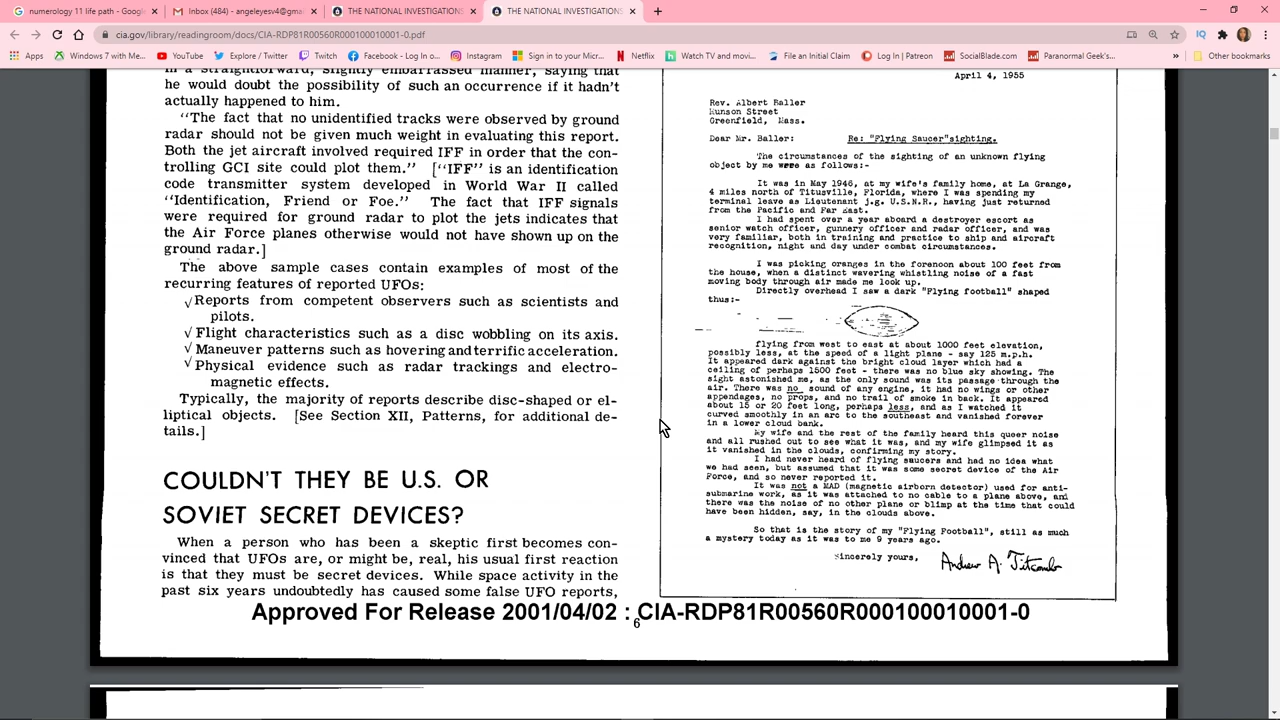 numerology 11 life path - Googl
Inbox (484) - angeleyesv4@gma
THE NATIONAL INVESTIGATIONS
THE NATIONAL INVESTIGATIONS
cia.gov/library/readingroom/docs/CIA-RDP81R00560R000100010001-0.pdf
Apps
Windows 7 with Me...
YouTube
Explore / Twitter
Twitch
Facebook - Log In o...
Instagram
Sign in to your Micr...
Netflix
Watch TV and movi...
File an Initial Claim
Log In | Patreon
SocialBlade.com
Paranormal Geek's...
»
Other bookmarks
in a straightforward, slightly embarrassed manner, saying that
he would doubt the possibility of such an occurrence if it hadn't
actually happened to him.
"The fact that no unidentified tracks were observed by ground
radar should not be given much weight in evaluating this report.
Both the jet aircraft involved required IFF in order that the con-
trolling GCI site could plot them." ["IFF" is an identification
code transmitter system developed in World War II called
"Identification, Friend or Foe." The fact that IFF signals
were required for ground radar to plot the jets indicates that
the Air Force planes otherwise would not have shown up on the
ground radar.]
The above sample cases contain examples of most of the
recurring features of reported UFOs:
√Reports from competent observers such as scientists and
pilots.
√Flight characteristics such as a disc wobbling on its axis.
√Maneuver patterns such as hovering and terrific acceleration.
√Physical evidence such as radar trackings and electro-
magnetic effects.
Typically, the majority of reports describe disc-shaped or el-
liptical objects. [See Section XII, Patterns, for additional de-
tails.]
COULDN'T THEY BE U.S. OR
SOVIET SECRET DEVICES?
When a person who has been a skeptic first becomes con-
vinced that UFOs are, or might be, real, his usual first reaction
is that they must be secret devices. While space activity in the
past six years undoubtedly has caused some false UFO reports,
April 4, 1955
Rev. Albert Baller
Munson Street
Greenfield, Mass.
Dear Mr. Baller: Re: "Flying Saucer"sighting.
The circumstances of the sighting of an unknown flying
object by me were as follows:-
It was in May 1946, at my wife's family home, at La Grange,
4 miles north of Titusville, Florida, where I was spending my
terminal leave as Lieutenant j.g. U.S.N.R., having just returned
from the Pacific and Far East.
I had spent over a year aboard a destroyer escort as
senior watch officer, gunnery officer and radar officer, and was
very familiar, both in training and practice to ship and aircraft
recognition, night and day under combat circumstances.
I was picking oranges in the forenoon about 100 feet from
the house, when a distinct wavering whistling noise of a fast
moving body through air made me look up.
Directly overhead I saw a dark "Flying football" shaped
thus:-
flying from west to east at about 1000 feet elevation,
possibly less, at the speed of a light plane - say 125 m.p.h.
It appeared dark against the bright cloud layer which had a
ceiling of perhaps 1500 feet - there was no blue sky showing. The
sight astonished me, as the only sound was its passage through the
air. There was no sound of any engine, it had no wings or other
appendages, no props, and no trail of smoke in back. It appeared
about 15 or 20 feet long, perhaps less, and as I watched it
curved smoothly in an arc to the southeast and vanished forever
in a lower cloud bank.
My wife and the rest of the family heard this queer noise
and all rushed out to see what it was, and my wife glimpsed it as
it vanished in the clouds, confirming my story.
I had never heard of flying saucers and had no idea what
we had seen, but assumed that it was some secret device of the Air
Force, and so never reported it.
It was not a MAD (magnetic airborn detector) used for anti-
submarine work, as it was attached to no cable to a plane above, and
there was the noise of no other plane or blimp at the time that could
have been hidden, say, in the clouds above.
So that is the story of my "Flying Football", still as much
a mystery today as it was to me 9 years ago.
Sincerely yours,
Andrew A. Titcomb
Approved For Release 2001/04/02 : CIA-RDP81R00560R000100010001-0
6